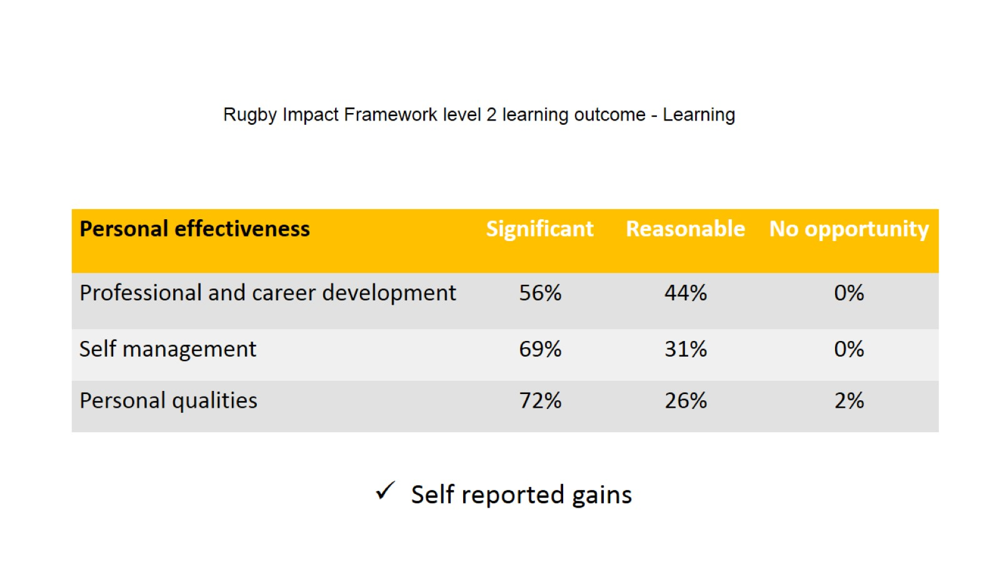 Rugby Impact Framework level 2 learning outcome - Learning
Personal effectiveness Significant Reasonable No opportunity
Professional and career development 56% 44% 0%
Self management 69% 31% 0%
Personal qualities 72% 26% 2%
✓ Self reported gains